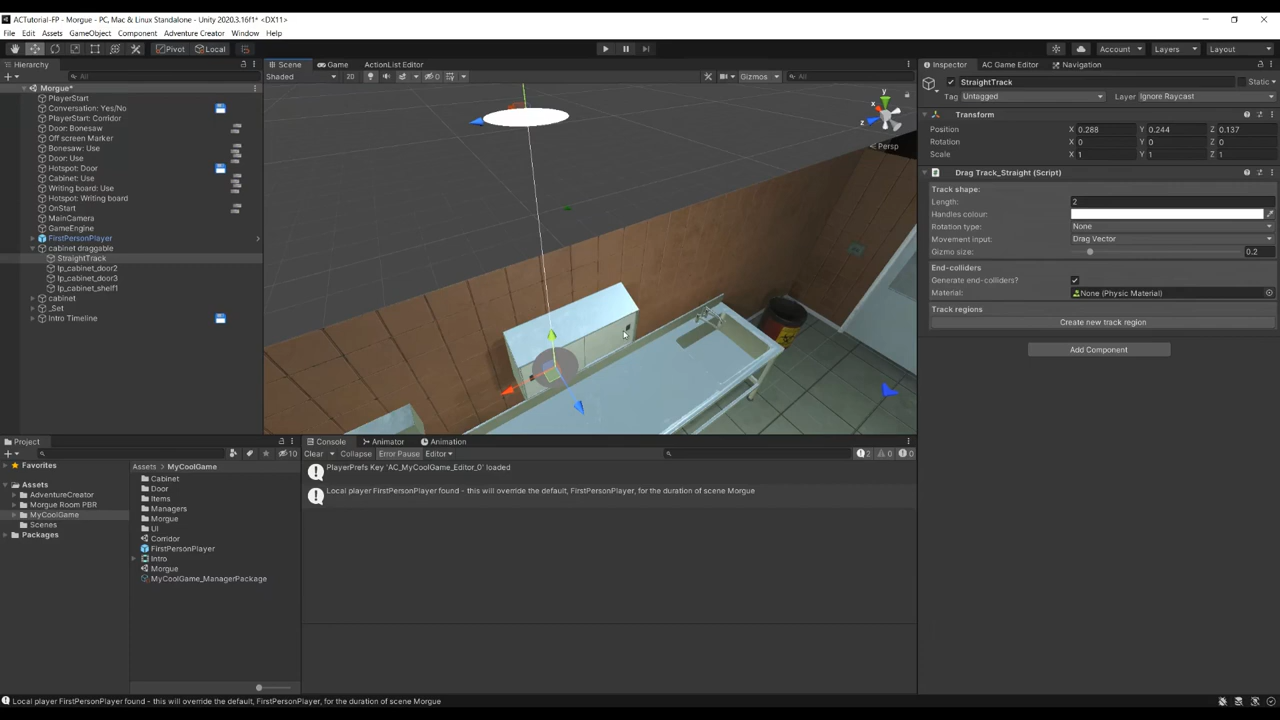 ACTutorial-FP - Morgue - PC, Mac & Linux Standalone - Unity 2020.3.16f1* <DX11>
File Edit Assets GameObject Component Adventure Creator Window Help
Pivot Local Account Layers Layout
Hierarchy
All
Morgue*
PlayerStart
Conversation: Yes/No
PlayerStart: Corridor
Door: Bonesaw
Off screen Marker
Bonesaw: Use
Door: Use
Hotspot: Door
Cabinet: Use
Writing board: Use
Hotspot: Writing board
OnStart
MainCamera
GameEngine
FirstPersonPlayer
cabinet draggable
StraightTrack
lp_cabinet_door2
lp_cabinet_door3
lp_cabinet_shelf1
cabinet
_Set
Intro Timeline
Scene Game ActionList Editor
Shaded 2D 0 Gizmos All
y
x
z
< Persp
Inspector AC Game Editor Navigation
StraightTrack Static
Tag Untagged Layer Ignore Raycast
Transform
Position X 0.288 Y 0.244 Z 0.137
Rotation X 0 Y 0 Z 0
Scale X 1 Y 1 Z 1
Drag Track_Straight (Script)
Track shape:
Length: 2
Handles colour:
Rotation type: None
Movement input: Drag Vector
Gizmo size: 0.2
End-colliders
Generate end-colliders?
Material: None (Physic Material)
Track regions
Create new track region
Add Component
Project
10
Favorites
Assets
AdventureCreator
Morgue Room PBR
MyCoolGame
Scenes
Packages
Assets > MyCoolGame
Cabinet
Door
Items
Managers
Morgue
UI
Corridor
FirstPersonPlayer
Intro
Morgue
MyCoolGame_ManagerPackage
Console Animator Animation
Clear Collapse Error Pause Editor 2 0 0
PlayerPrefs Key 'AC_MyCoolGame_Editor_0' loaded
Local player FirstPersonPlayer found - this will override the default, FirstPersonPlayer, for the duration of scene Morgue
Local player FirstPersonPlayer found - this will override the default, FirstPersonPlayer, for the duration of scene Morgue